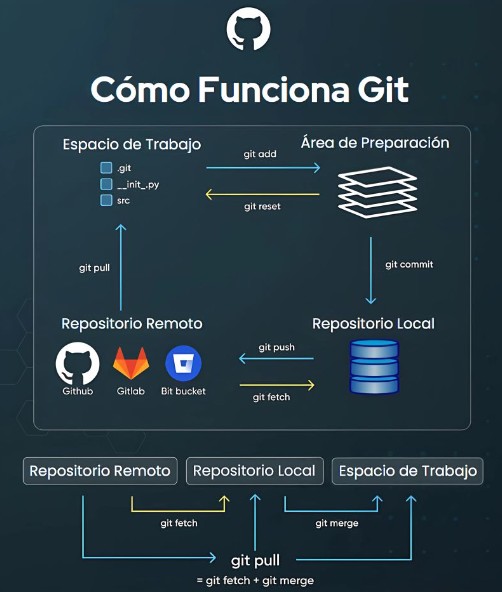 Cómo Funciona Git
Espacio de Trabajo
.git
__init_.py
src
git add
git reset
Área de Preparación
git pull
git commit
Repositorio Remoto
Github
Gitlab
Bit bucket
git push
git fetch
Repositorio Local
Repositorio Remoto
Repositorio Local
Espacio de Trabajo
git fetch
git merge
git pull
= git fetch + git merge